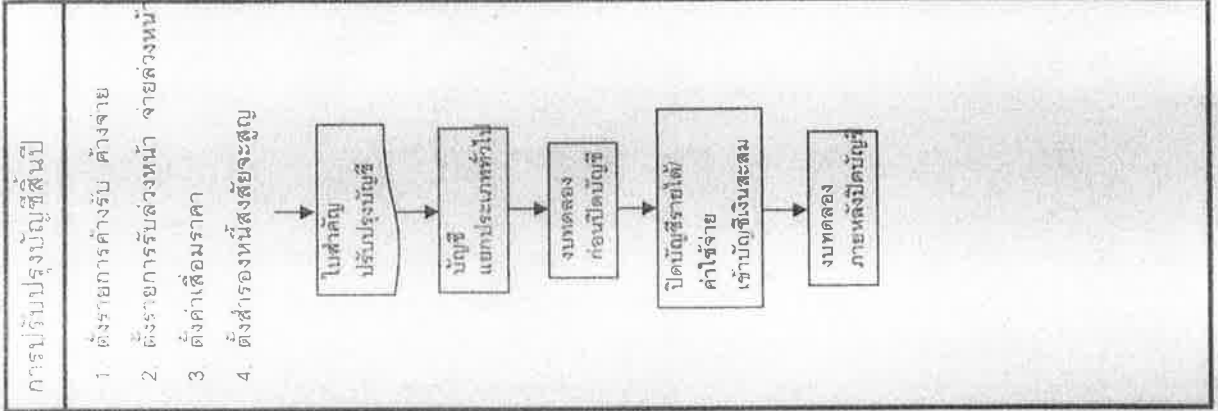 การปรับปรุงบัญชีสิ้นปี
1. ตั้งรายการค้างรับ ค้างจ่าย
2. ตั้งรายการรับล่วงหน้า จ่ายล่วงหน้า
3. ตั้งค่าเสื่อมราคา
4. ตั้งสำรองหนี้สงสัยจะสูญ
ใบสำคัญ
ปรับปรุงบัญชี
บัญชี
แยกประเภททั่วไป
งบทดลอง
ก่อนปิดบัญชี
ปิดบัญชีรายได้/
ค่าใช้จ่าย
เข้าบัญชีเงินสะสม
งบทดลอง
ภายหลังปิดบัญชี